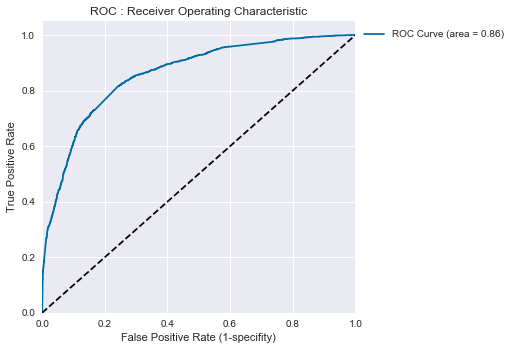 ROC : Receiver Operating Characteristic
ROC Curve (area = 0.86)
True Positive Rate
1.0
0.8
0.6
0.4
0.2
0.0
0.0 0.2 0.4 0.6 0.8 1.0
False Positive Rate (1-specifity)